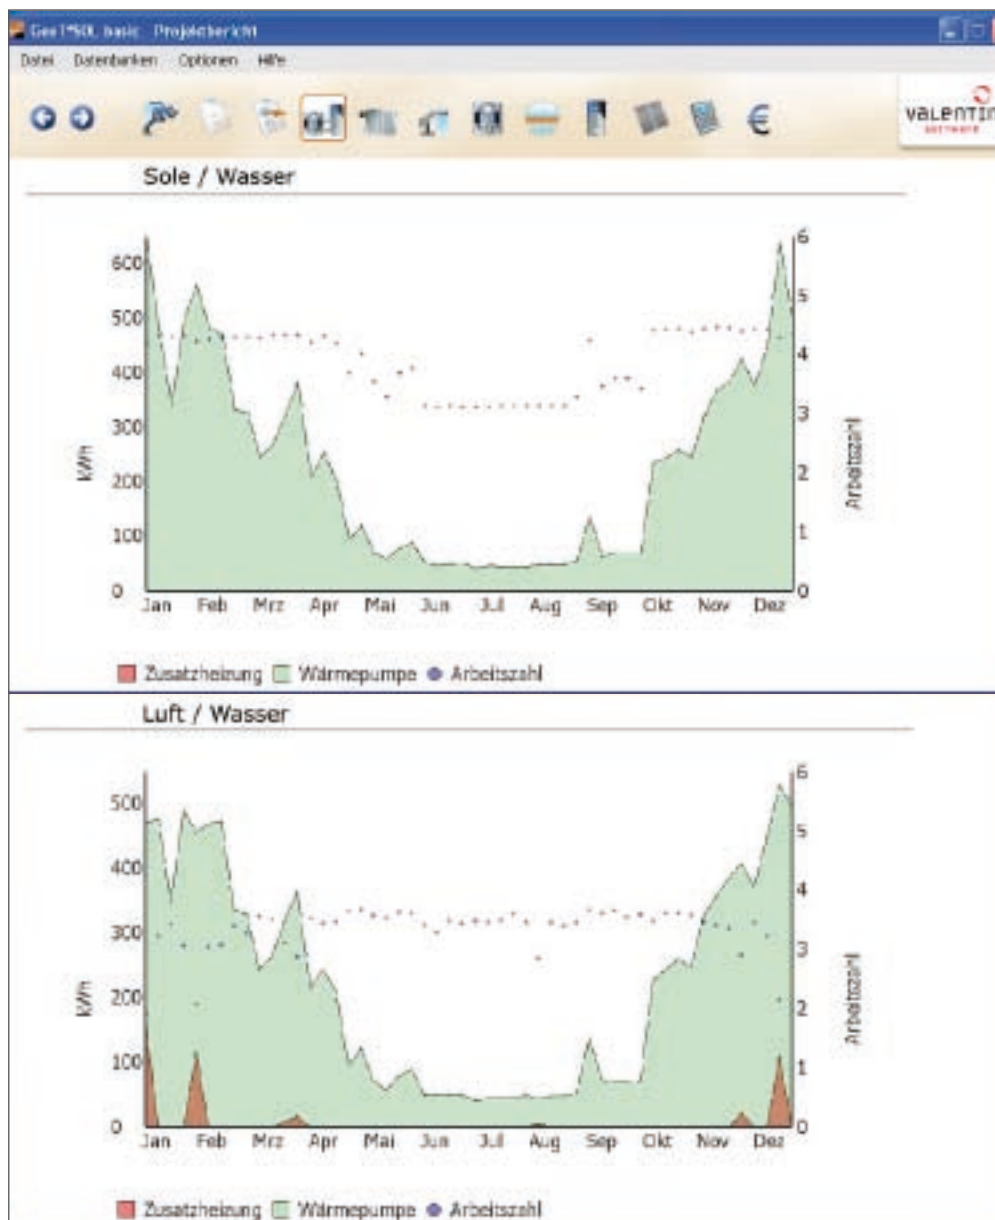 GeoT*SOL basic - Projektbericht
Datei Datenbanken Optionen Hilfe
€
VALENTIN
SOFTWARE
Sole / Wasser
600
500
400
300
200
100
0
kWh
6
5
4
3
2
1
0
Arbeitszahl
Jan Feb Mrz Apr Mai Jun Jul Aug Sep Okt Nov Dez
Zusatzheizung Wärmepumpe Arbeitszahl
Luft / Wasser
500
400
300
200
100
0
kWh
6
5
4
3
2
1
0
Arbeitszahl
Jan Feb Mrz Apr Mai Jun Jul Aug Sep Okt Nov Dez
Zusatzheizung Wärmepumpe Arbeitszahl